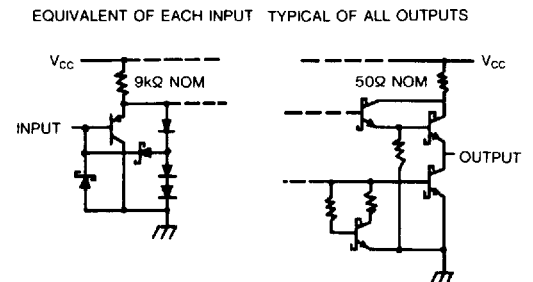 EQUIVALENT OF EACH INPUT
TYPICAL OF ALL OUTPUTS
VCC
9kΩ NOM
INPUT
VCC
50Ω NOM
OUTPUT